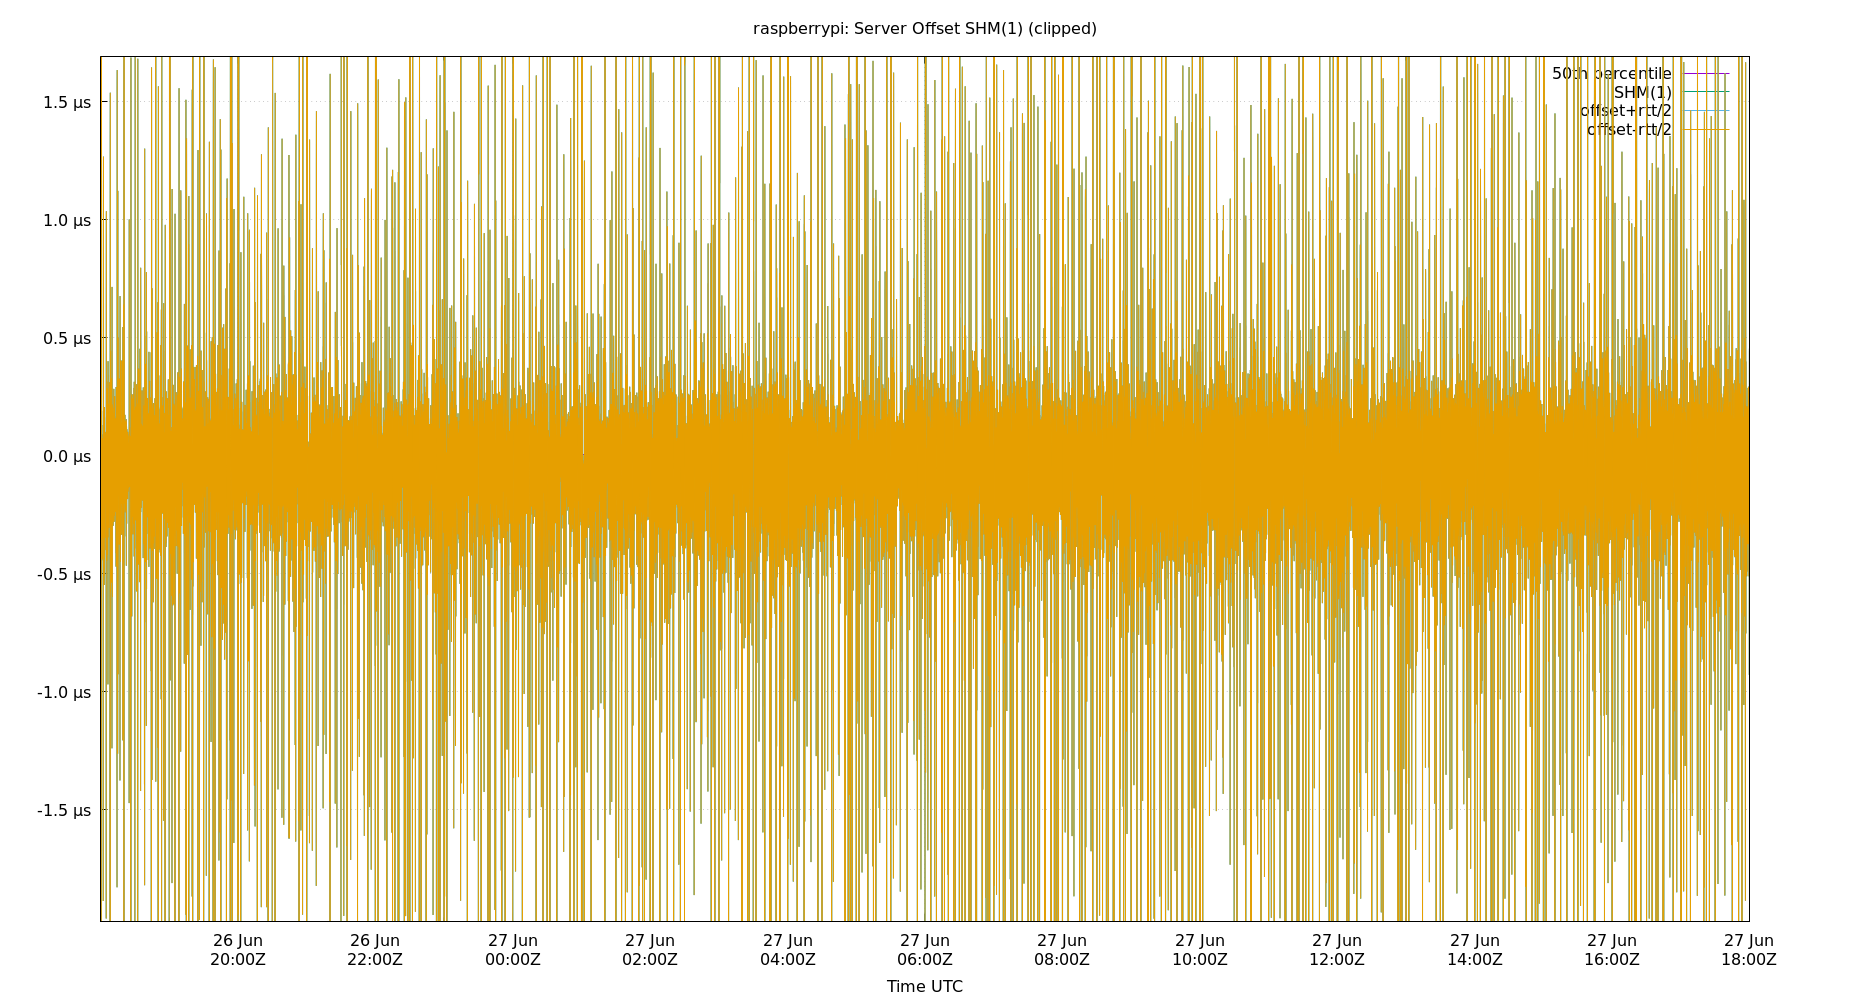 raspberrypi: Server Offset SHM(1) (clipped)
50th percentile
SHM(1)
offset+rtt/2
offset-rtt/2
1.5 µs
1.0 µs
0.5 µs
0.0 µs
-0.5 µs
-1.0 µs
-1.5 µs
26 Jun 26 Jun 27 Jun 27 Jun 27 Jun 27 Jun 27 Jun 27 Jun 27 Jun 27 Jun 27 Jun 27 Jun
20:00Z 22:00Z 00:00Z 02:00Z 04:00Z 06:00Z 08:00Z 10:00Z 12:00Z 14:00Z 16:00Z 18:00Z
Time UTC